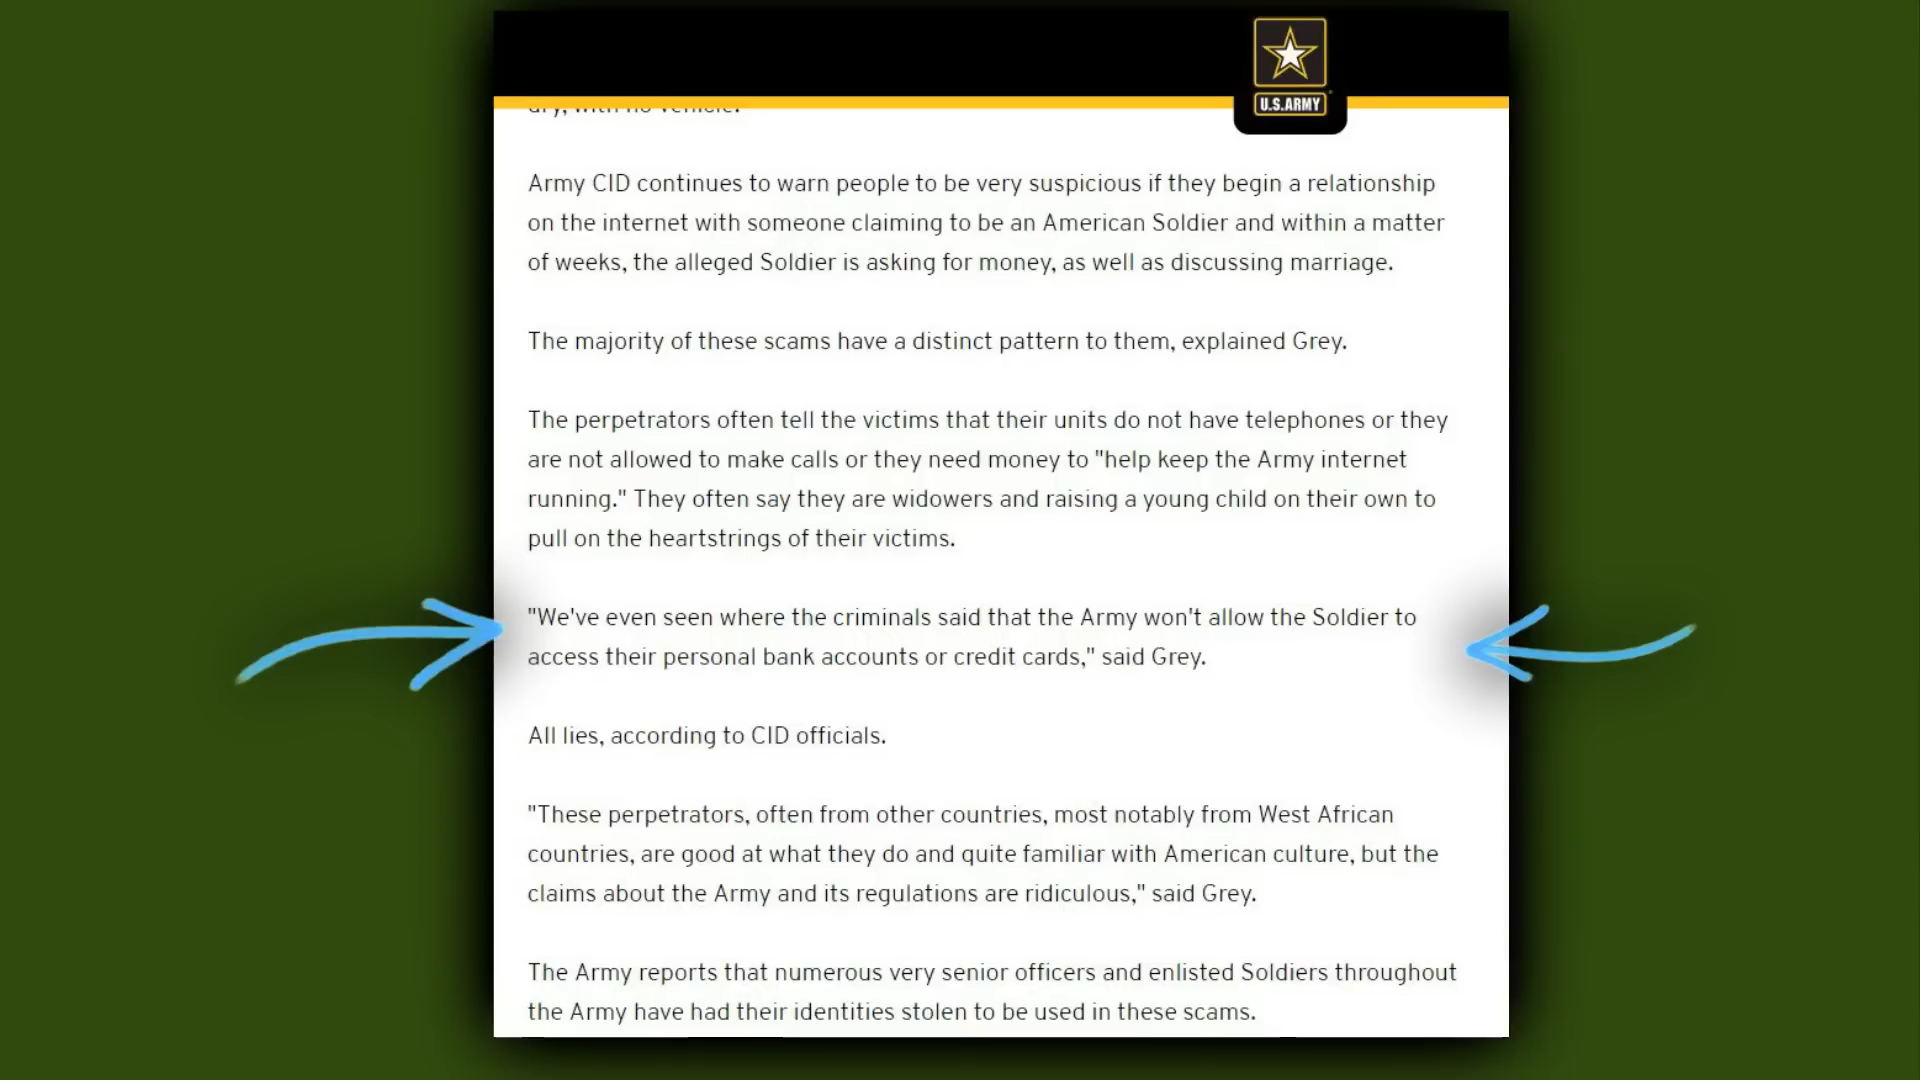 U.S.ARMY
dry, with no vehicle.
Army CID continues to warn people to be very suspicious if they begin a relationship
on the internet with someone claiming to be an American Soldier and within a matter
of weeks, the alleged Soldier is asking for money, as well as discussing marriage.
The majority of these scams have a distinct pattern to them, explained Grey.
The perpetrators often tell the victims that their units do not have telephones or they
are not allowed to make calls or they need money to "help keep the Army internet
running." They often say they are widowers and raising a young child on their own to
pull on the heartstrings of their victims.
"We've even seen where the criminals said that the Army won't allow the Soldier to
access their personal bank accounts or credit cards," said Grey.
All lies, according to CID officials.
"These perpetrators, often from other countries, most notably from West African
countries, are good at what they do and quite familiar with American culture, but the
claims about the Army and its regulations are ridiculous," said Grey.
The Army reports that numerous very senior officers and enlisted Soldiers throughout
the Army have had their identities stolen to be used in these scams.